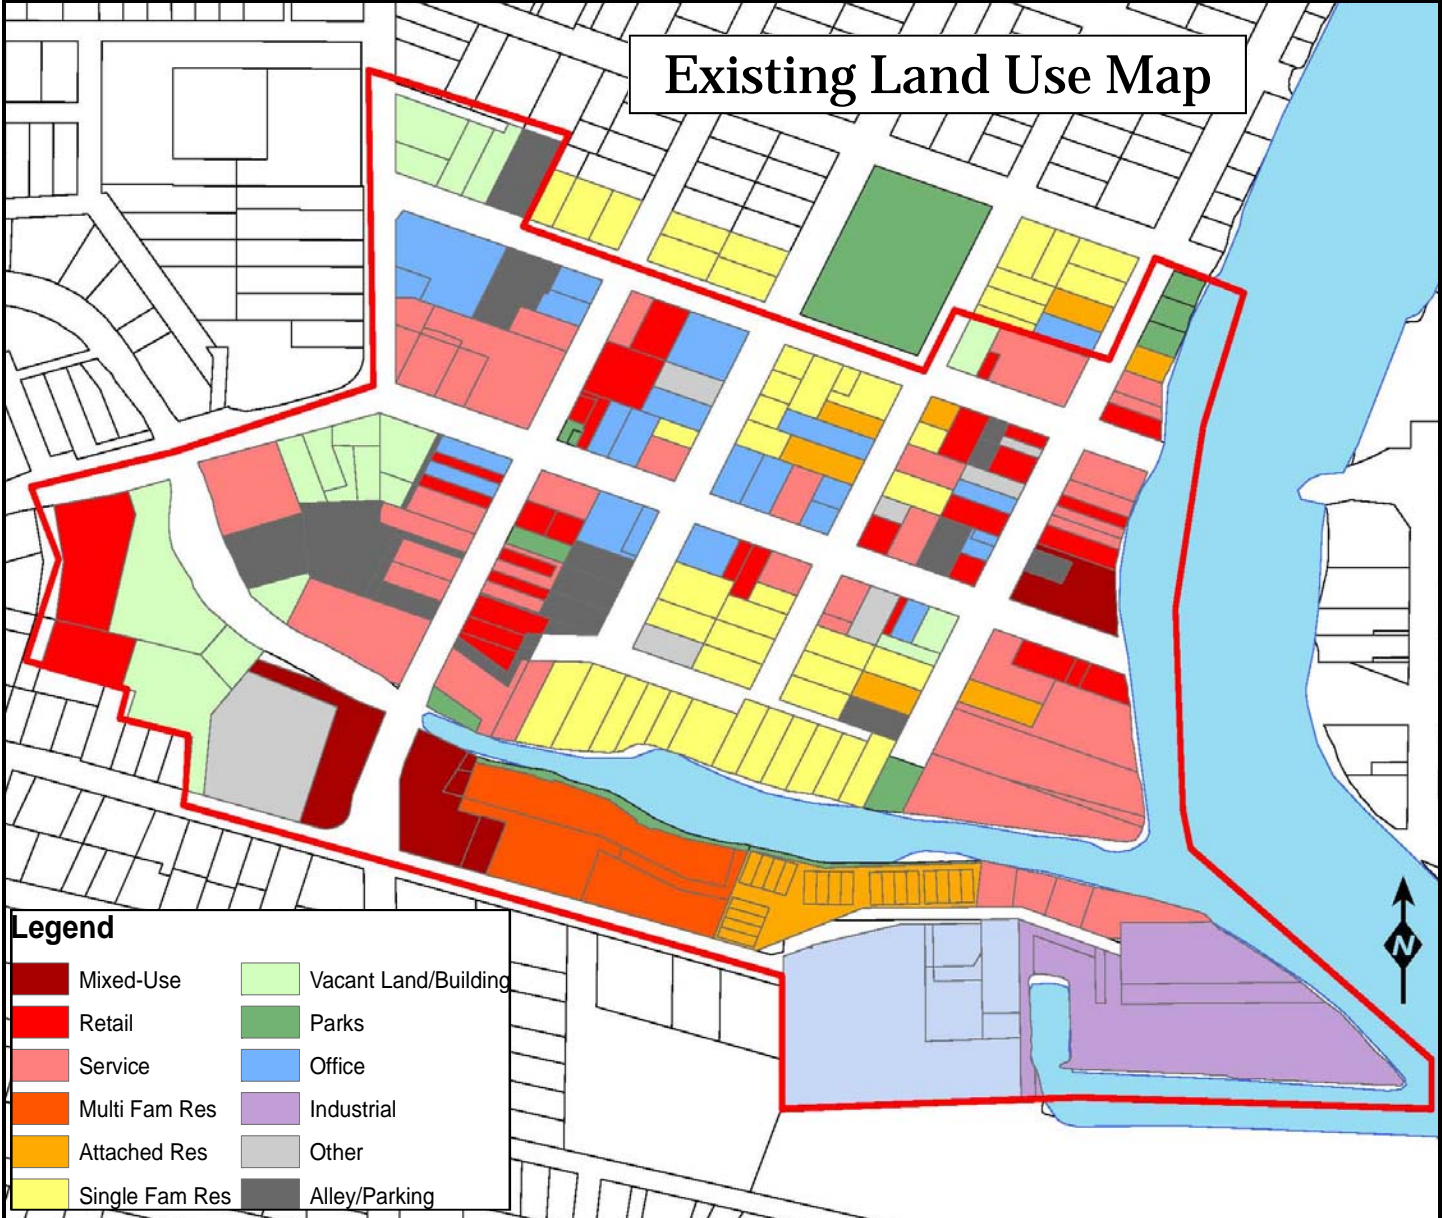 Existing Land Use Map
N
Legend
Mixed-Use
Retail
Service
Multi Fam Res
Attached Res
Single Fam Res
Vacant Land/Building
Parks
Office
Industrial
Other
Alley/Parking